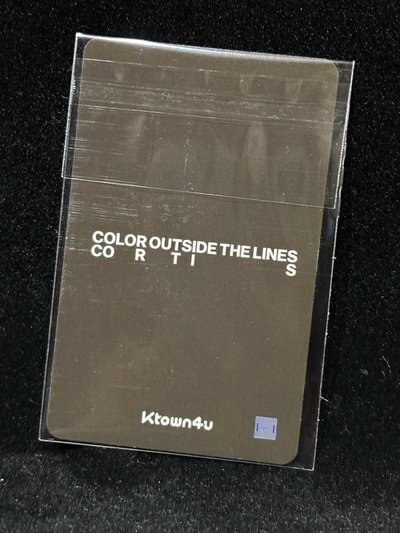 COLOR OUTSIDE THE LINES
CO R T I S
Ktown4u